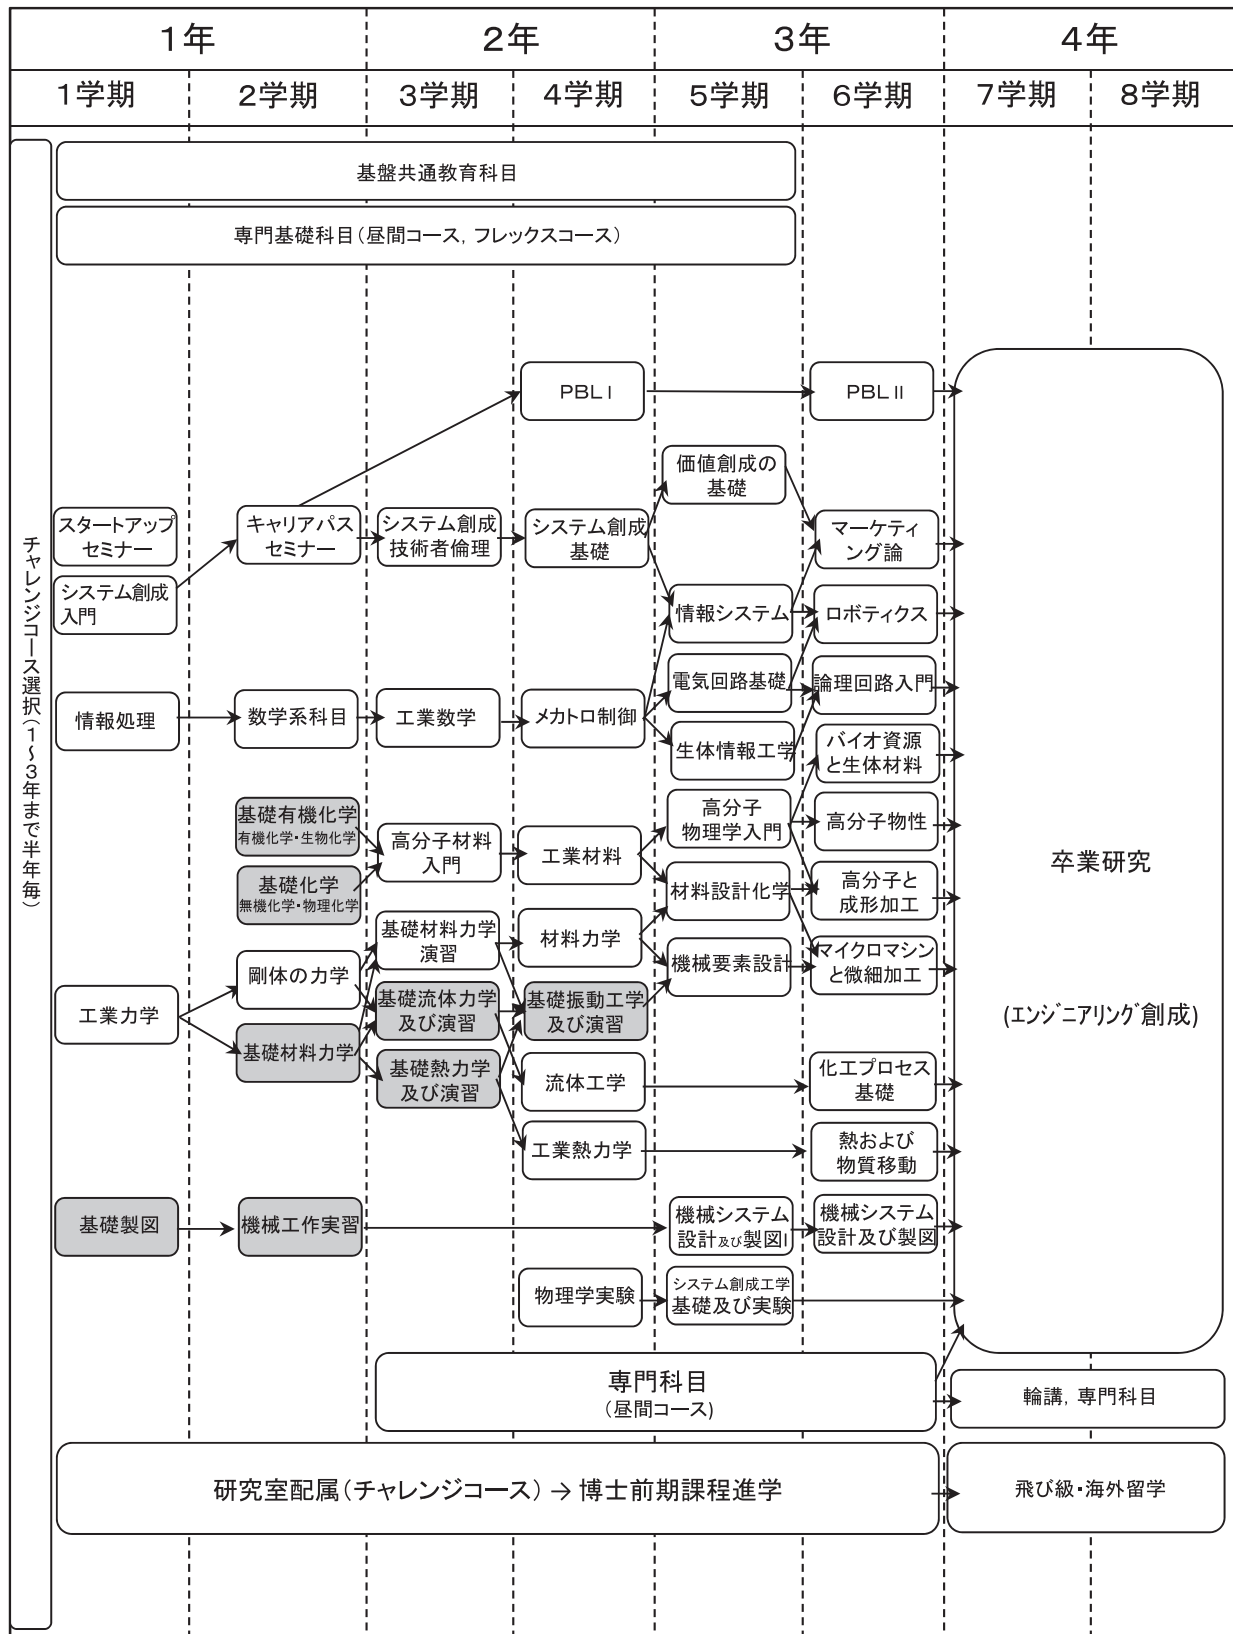 1年
2年
3年
4年
1学期
2学期
3学期
4学期
5学期
6学期
7学期
8学期
チャレンジコース選択(1〜3年まで半年毎)
基盤共通教育科目
専門基礎科目(昼間コース, フレックスコース)
PBLⅠ
PBLⅡ
価値創成の
基礎
スタートアップ
セミナー
キャリアパス
セミナー
システム創成
技術者倫理
システム創成
基礎
マーケティ
ング論
システム創成
入門
情報システム
ロボティクス
電気回路基礎
論理回路入門
情報処理
数学系科目
工業数学
メカトロ制御
生体情報工学
バイオ資源
と生体材料
基礎有機化学
有機化学・生物化学
高分子材料
入門
工業材料
高分子
物理学入門
高分子物性
基礎化学
無機化学・物理化学
材料設計化学
高分子と
成形加工
基礎材料力学
演習
材料力学
機械要素設計
マイクロマシン
と微細加工
剛体の力学
工業力学
基礎流体力学
及び演習
基礎振動工学
及び演習
基礎材料力学
基礎熱力学
及び演習
流体工学
化工プロセス
基礎
工業熱力学
熱および
物質移動
基礎製図
機械工作実習
機械システム
設計及び製図Ⅰ
機械システム
設計及び製図
物理学実験
システム創成工学
基礎及び実験
卒業研究
(エンジニアリング創成)
専門科目
(昼間コース)
輪講, 専門科目
研究室配属(チャレンジコース)→博士前期課程進学
飛び級・海外留学